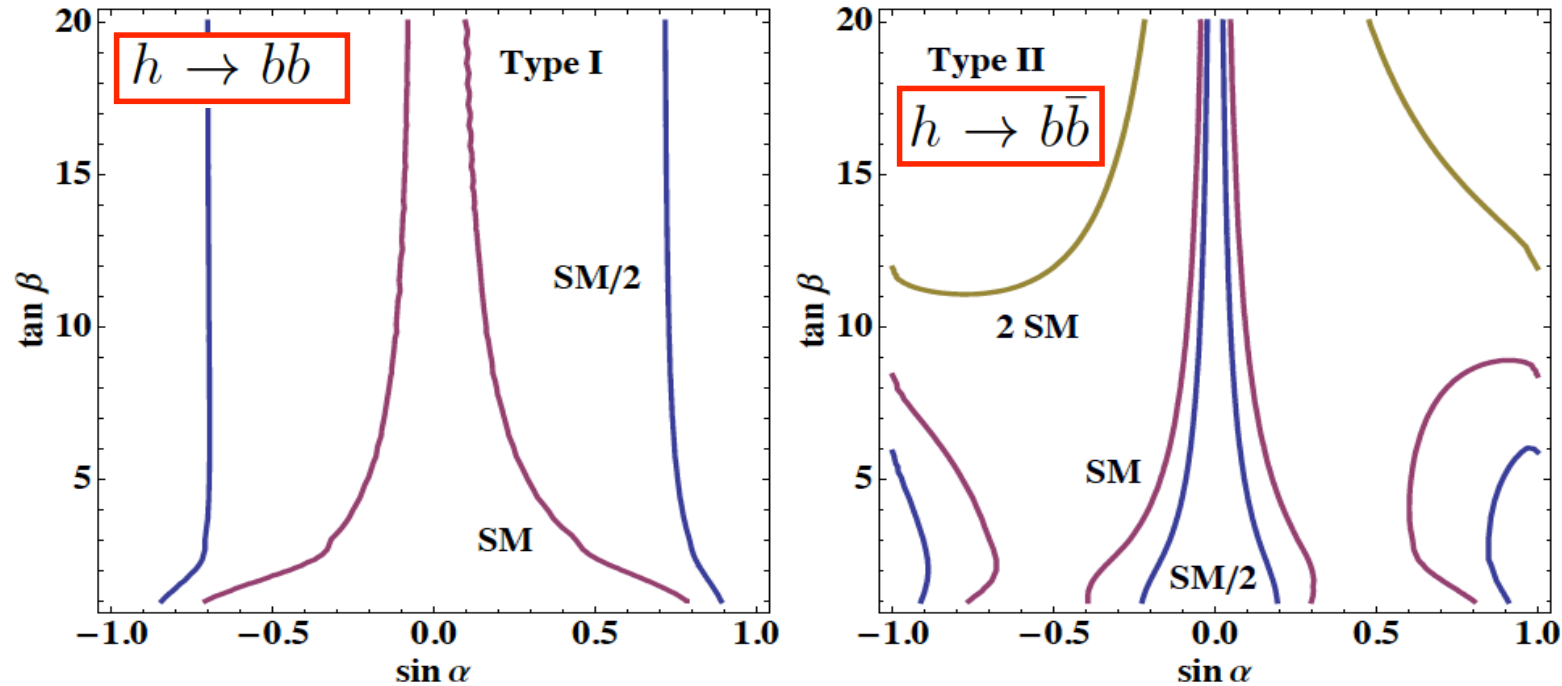 20
15
10
5
tan β
h → bb
Type I
SM/2
SM
−1.0 −0.5 0.0 0.5 1.0
sin α
20
15
10
5
tan β
Type II
h → bb̄
2 SM
SM
SM/2
−1.0 −0.5 0.0 0.5 1.0
sin α